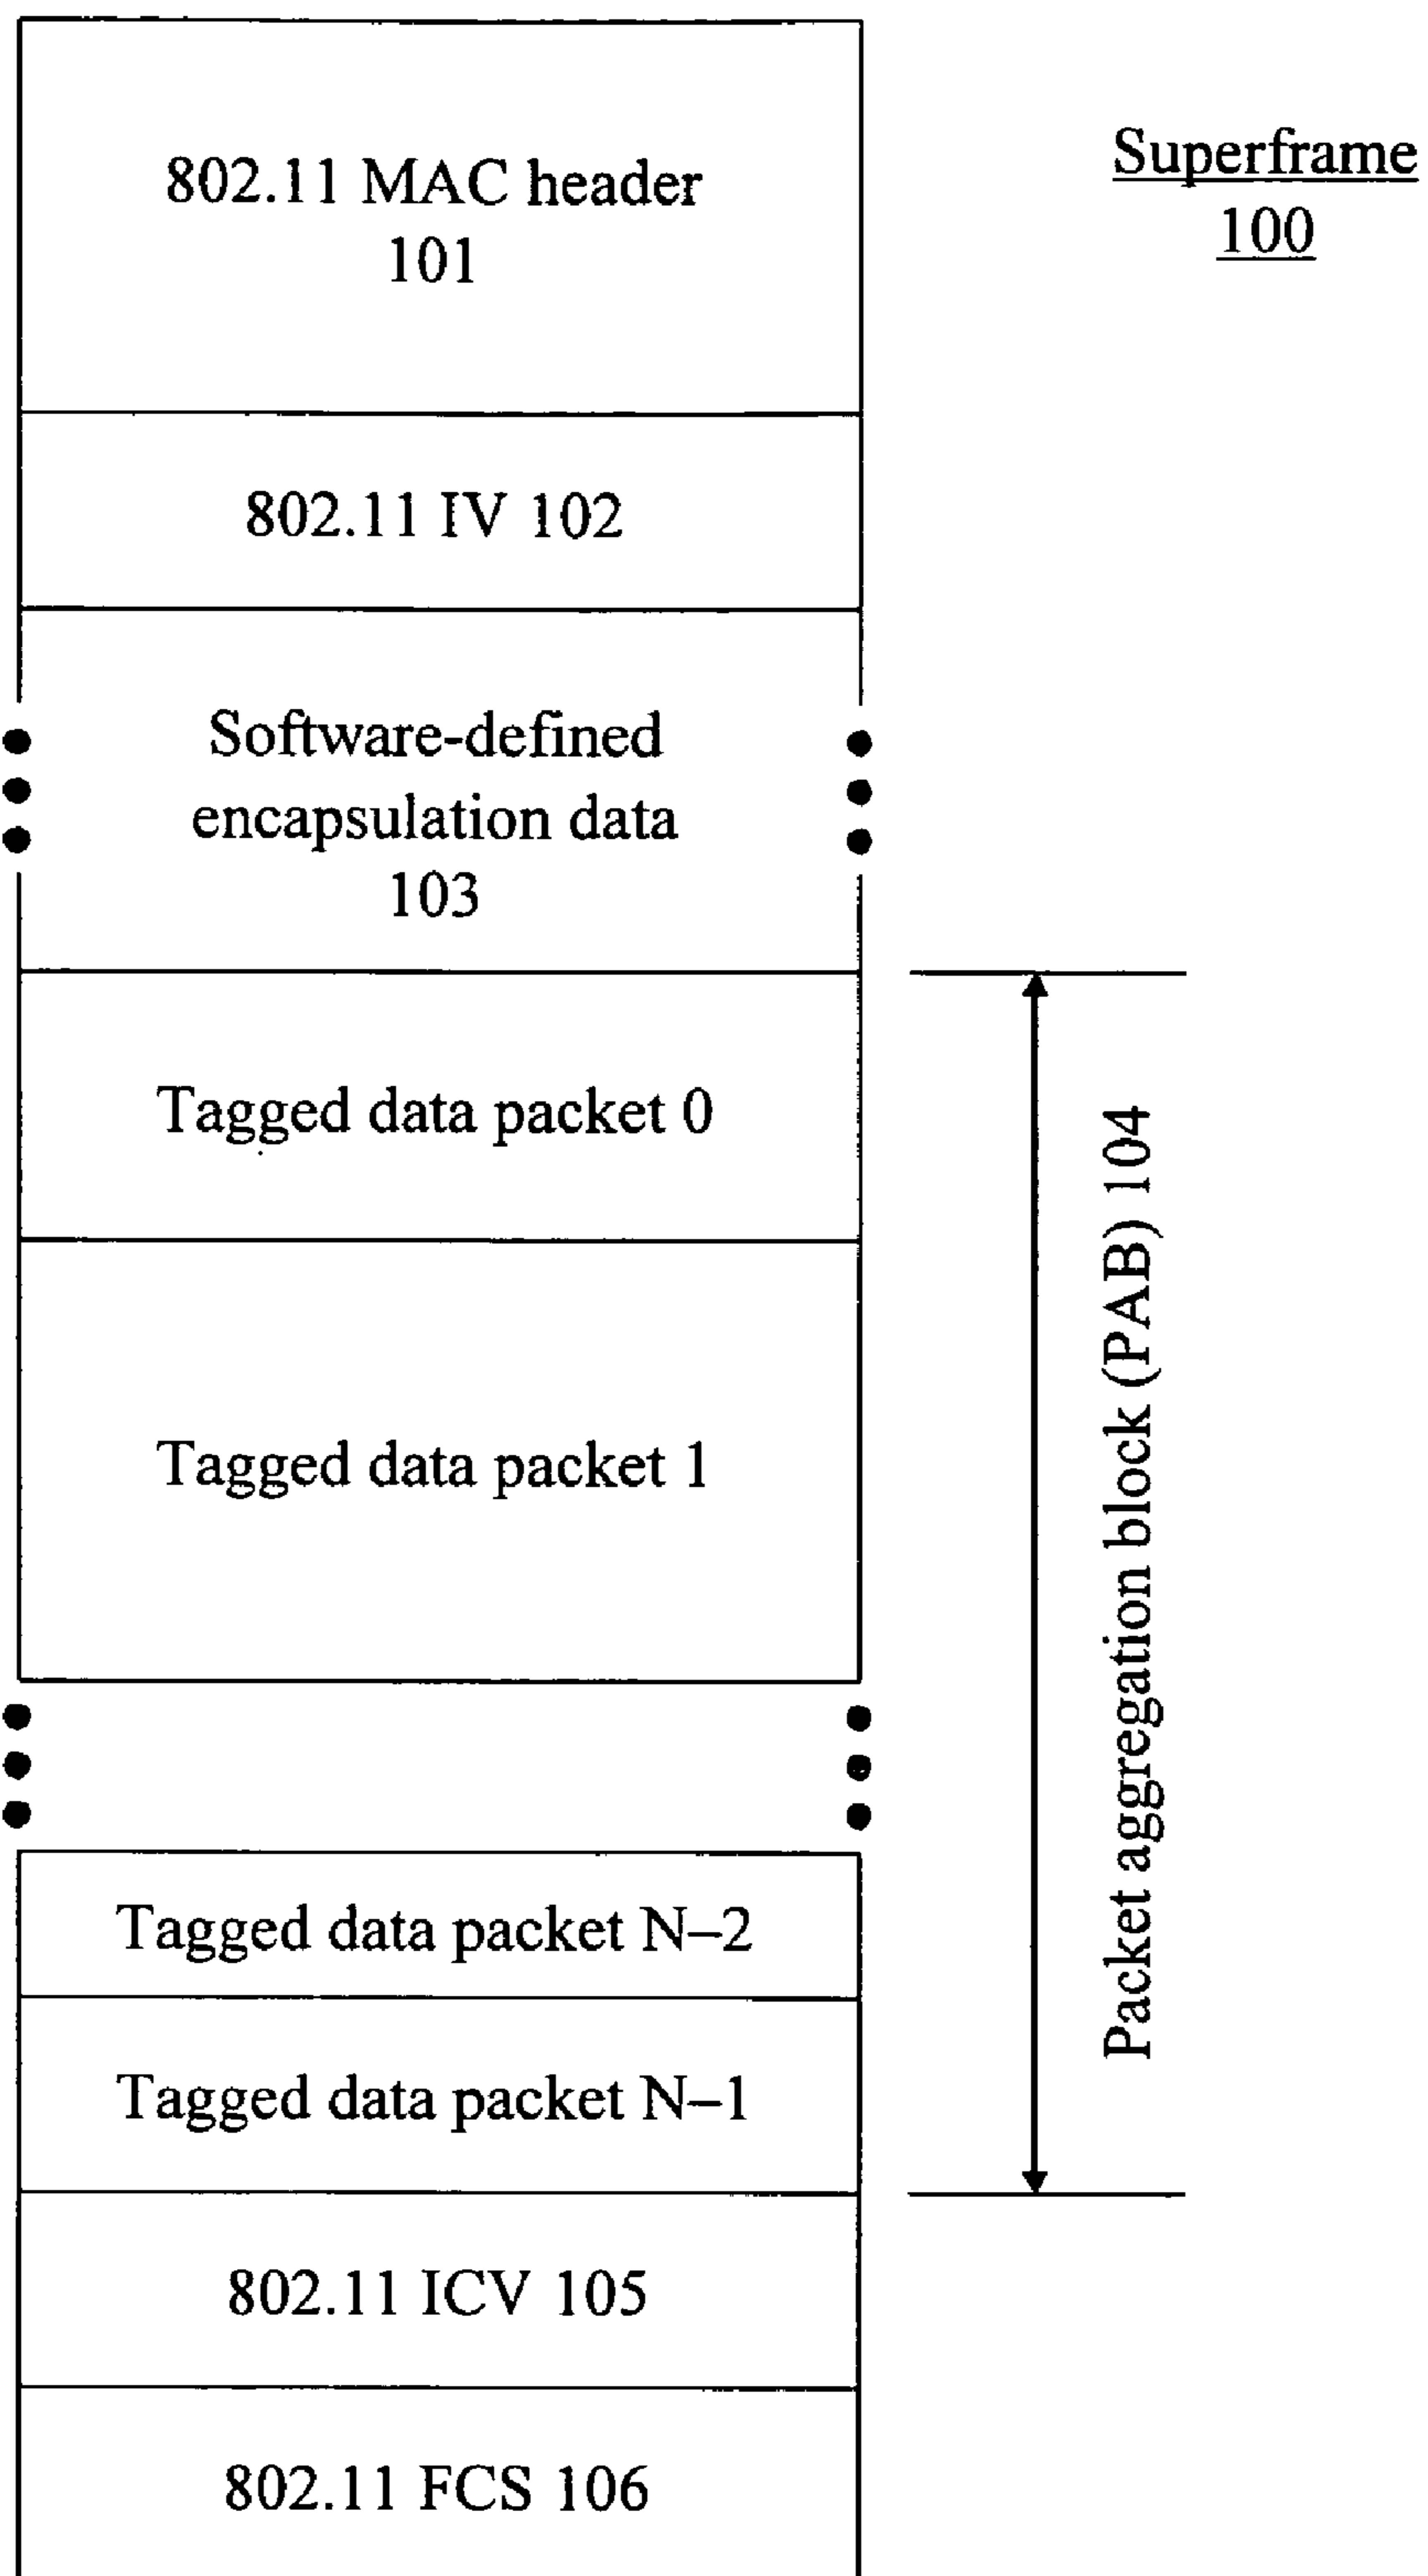 802.11 MAC header
101
Superframe
100
802.11 IV 102
Software-defined
encapsulation data
103
Tagged data packet 0
Tagged data packet 1
Packet aggregation block (PAB) 104
Tagged data packet N–2
Tagged data packet N–1
802.11 ICV 105
802.11 FCS 106